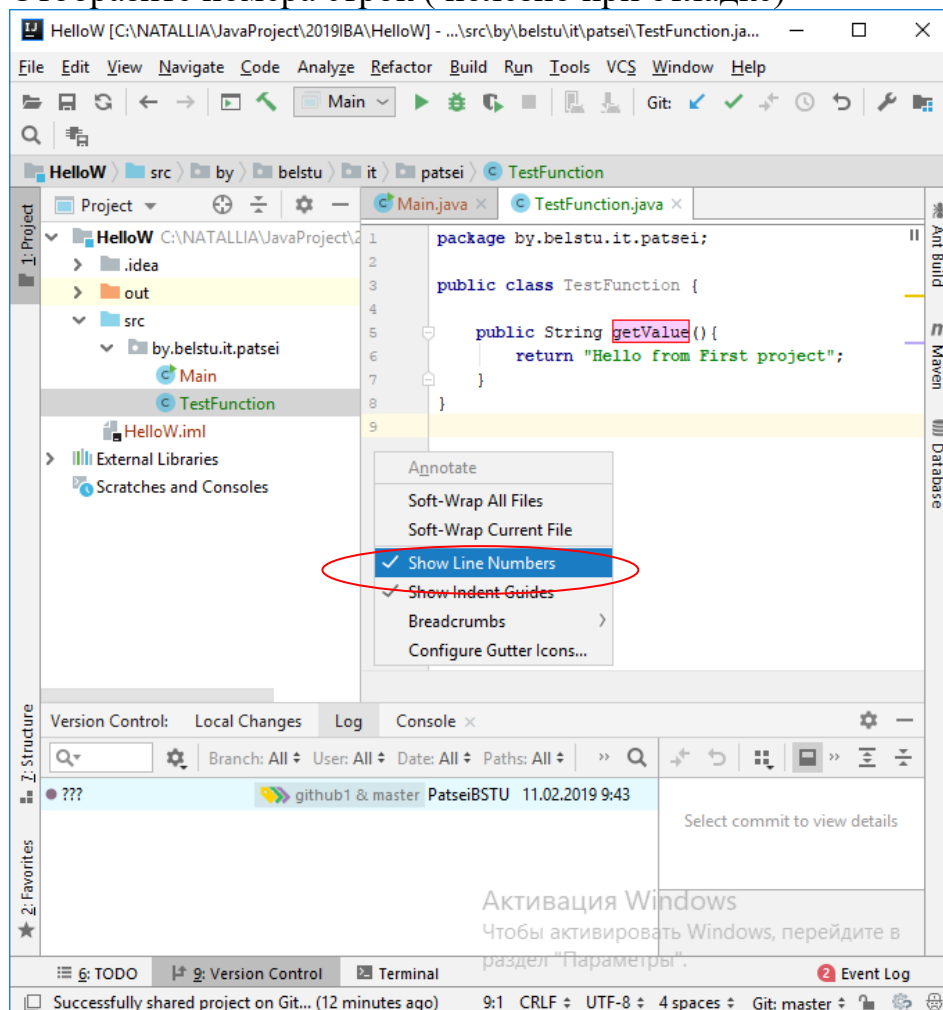 Отобразите номера строк ( полезно при отладке)
HelloW [C:\NATALLIA\JavaProject\2019IBA\HelloW] - ...\src\by\belstu\it\patsei\TestFunction.ja...
File Edit View Navigate Code Analyze Refactor Build Run Tools VCS Window Help
Main Git:
HelloW src by belstu it patsei TestFunction
1: Project
Project
Main.java TestFunction.java
Ant Build
Maven
Database
HelloW C:\NATALLIA\JavaProject\2
.idea
out
src
by.belstu.it.patsei
Main
TestFunction
HelloW.iml
External Libraries
Scratches and Consoles
1 package by.belstu.it.patsei;
2
3 public class TestFunction {
4
5 public String getValue(){
6 return "Hello from First project";
7 }
8 }
9
Annotate
Soft-Wrap All Files
Soft-Wrap Current File
Show Line Numbers
Show Indent Guides
Breadcrumbs
Configure Gutter Icons...
7: Structure
2: Favorites
Version Control: Local Changes Log Console
Branch: All User: All Date: All Paths: All
??? github1 & master PatseiBSTU 11.02.2019 9:43
Select commit to view details
Активация Windows
Чтобы активировать Windows, перейдите в
раздел "Параметры".
6: TODO 9: Version Control Terminal 2 Event Log
Successfully shared project on Git... (12 minutes ago) 9:1 CRLF UTF-8 4 spaces Git: master